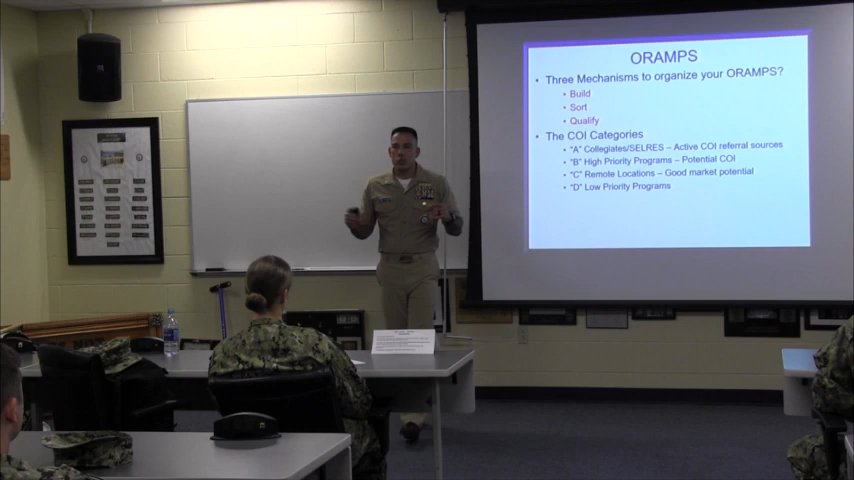 ORAMPS
• Three Mechanisms to organize your ORAMPS?
• Build
• Sort
• Qualify
• The COI Categories
• "A" Collegiates/SELRES – Active COI referral sources
• "B" High Priority Programs – Potential COI
• "C" Remote Locations – Good market potential
• "D" Low Priority Programs